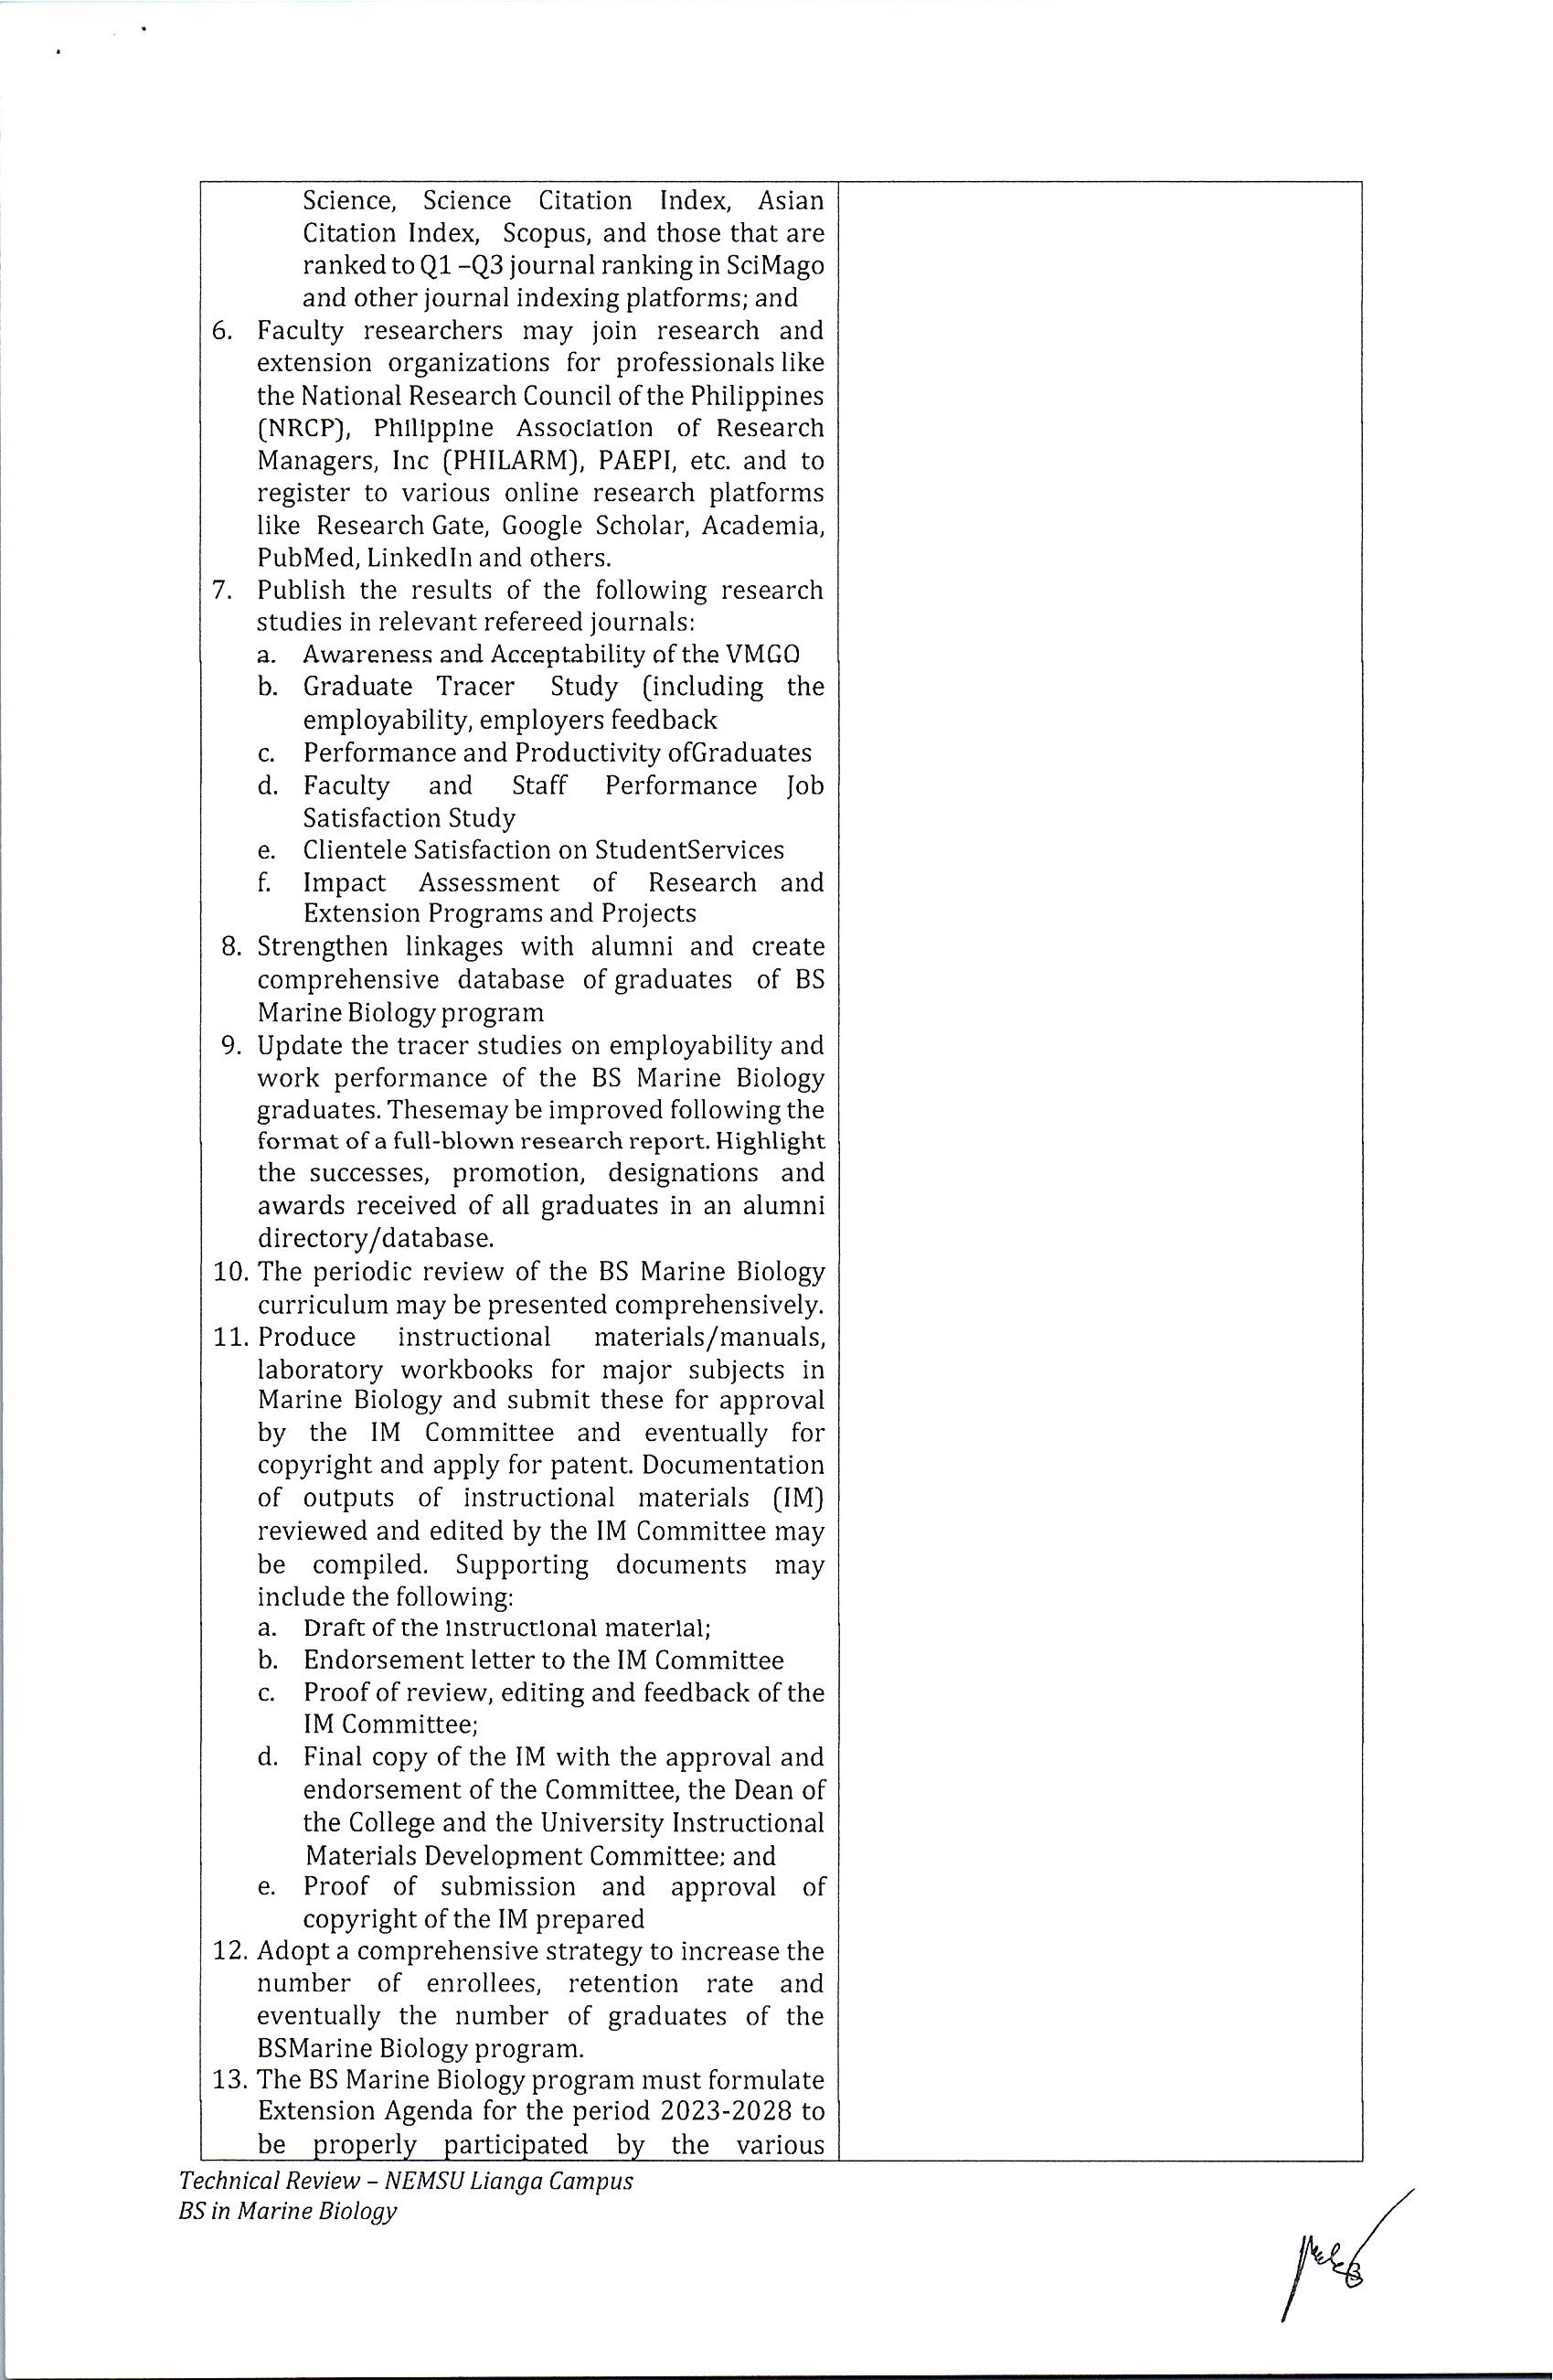 Science, Science Citation Index, Asian
Citation Index, Scopus, and those that are
ranked to Q1 –Q3 journal ranking in SciMago
and other journal indexing platforms; and
6. Faculty researchers may join research and
extension organizations for professionals like
the National Research Council of the Philippines
(NRCP), Philippine Association of Research
Managers, Inc (PHILARM), PAEPI, etc. and to
register to various online research platforms
like Research Gate, Google Scholar, Academia,
PubMed, LinkedIn and others.
7. Publish the results of the following research
studies in relevant refereed journals:
a. Awareness and Acceptability of the VMGO
b. Graduate Tracer Study (including the
employability, employers feedback
c. Performance and Productivity ofGraduates
d. Faculty and Staff Performance Job
Satisfaction Study
e. Clientele Satisfaction on StudentServices
f. Impact Assessment of Research and
Extension Programs and Projects
8. Strengthen linkages with alumni and create
comprehensive database of graduates of BS
Marine Biology program
9. Update the tracer studies on employability and
work performance of the BS Marine Biology
graduates. Thesemay be improved following the
format of a full-blown research report. Highlight
the successes, promotion, designations and
awards received of all graduates in an alumni
directory/database.
10. The periodic review of the BS Marine Biology
curriculum may be presented comprehensively.
11. Produce instructional materials/manuals,
laboratory workbooks for major subjects in
Marine Biology and submit these for approval
by the IM Committee and eventually for
copyright and apply for patent. Documentation
of outputs of instructional materials (IM)
reviewed and edited by the IM Committee may
be compiled. Supporting documents may
include the following:
a. Draft of the instructional material;
b. Endorsement letter to the IM Committee
c. Proof of review, editing and feedback of the
IM Committee;
d. Final copy of the IM with the approval and
endorsement of the Committee, the Dean of
the College and the University Instructional
Materials Development Committee; and
e. Proof of submission and approval of
copyright of the IM prepared
12. Adopt a comprehensive strategy to increase the
number of enrollees, retention rate and
eventually the number of graduates of the
BSMarine Biology program.
13. The BS Marine Biology program must formulate
Extension Agenda for the period 2023-2028 to
be properly participated by the various
Technical Review – NEMSU Lianga Campus
BS in Marine Biology